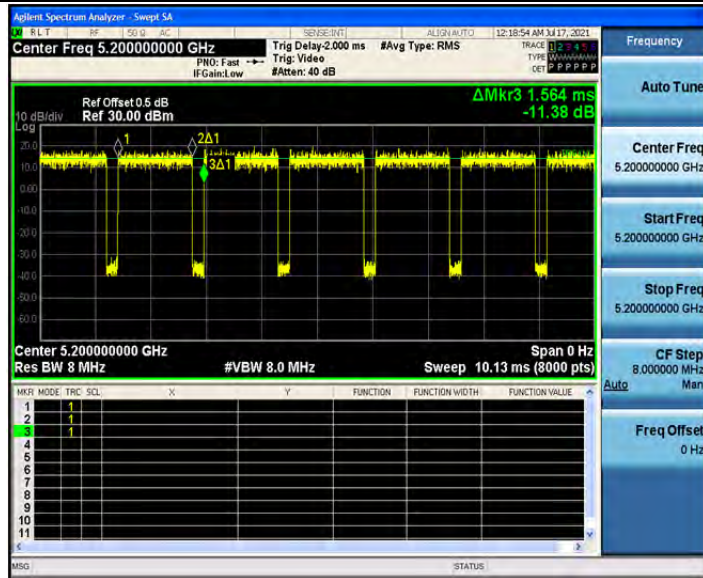 Agilent Spectrum Analyzer - Swept SA
RLT RF 50 Ω AC SENSE:INT ALIGN AUTO 12:18:54 AM Jul 17, 2021
Center Freq 5.200000000 GHz
PNO: Fast
IFGain:Low
Trig Delay-2.000 ms
Trig: Video
#Atten: 40 dB
#Avg Type: RMS
TRACE 1 2 3 4 5 6
TYPE
DET P P P P P P
ΔMkr3 1.564 ms
-11.38 dB
Ref Offset 0.5 dB
10 dB/div Ref 30.00 dBm
Log
20.0
10.0
0.00
-10.0
-20.0
-30.0
-40.0
-50.0
-60.0
1
2Δ1
3Δ1
Center 5.200000000 GHz Span 0 Hz
Res BW 8 MHz #VBW 8.0 MHz Sweep 10.13 ms (8000 pts)
MKR MODE TRC SCL X Y FUNCTION FUNCTION WIDTH FUNCTION VALUE
1 1
2 1
3 1
4
5
6
7
8
9
10
11
MSG STATUS
Frequency
Auto Tune
Center Freq
5.200000000 GHz
Start Freq
5.200000000 GHz
Stop Freq
5.200000000 GHz
CF Step
8.000000 MHz
Auto Man
Freq Offset
0 Hz